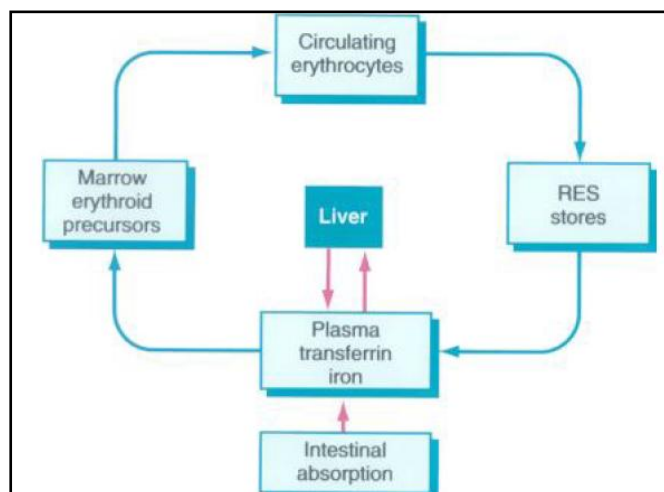 Circulating
erythrocytes
Marrow
erythroid
precursors
RES
stores
Liver
Plasma
transferrin
iron
Intestinal
absorption